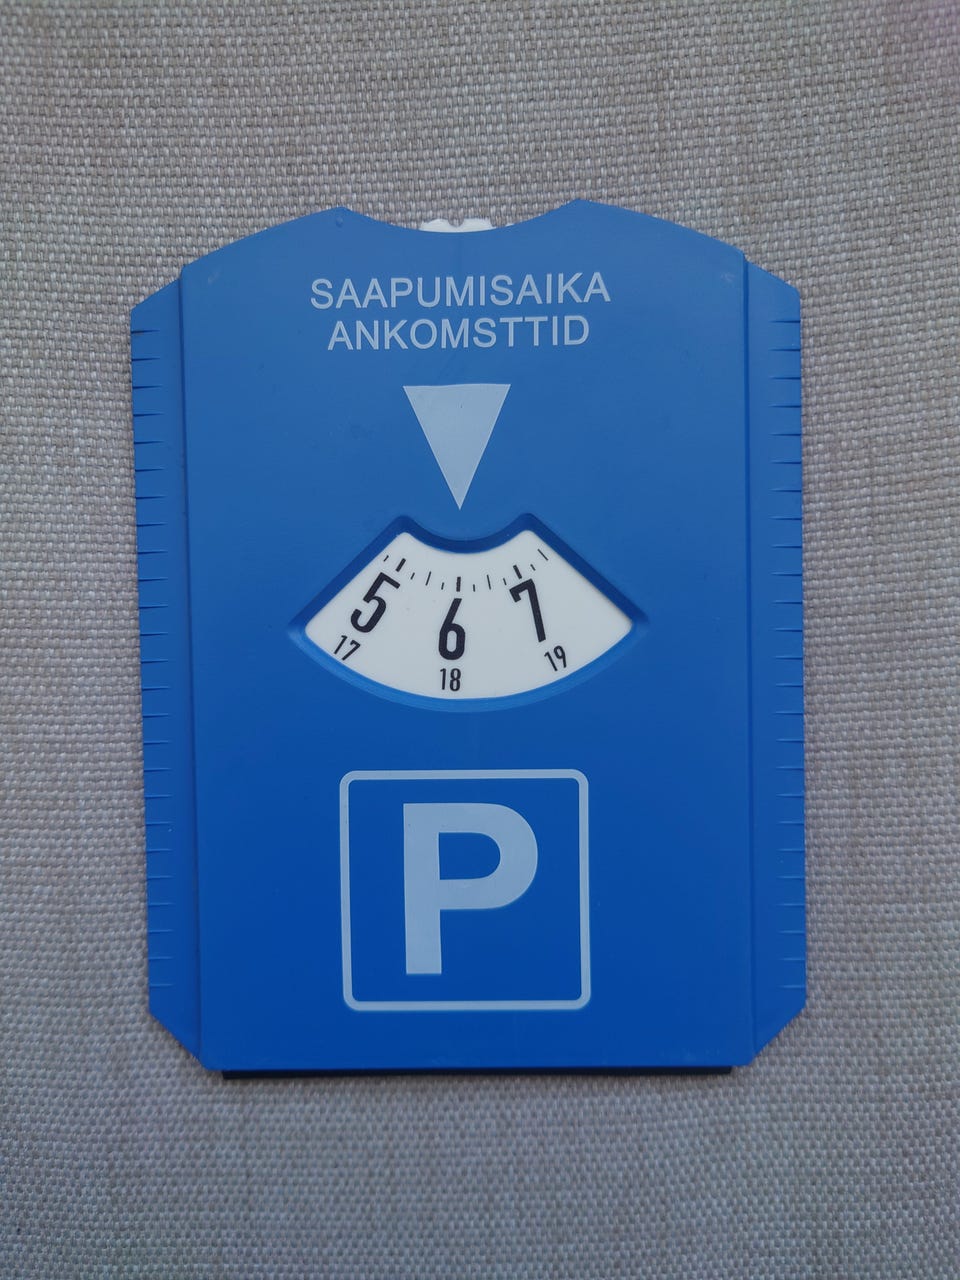 SAAPUMISAIKA
ANKOMSTTID
5 6 7
17 18 19
P